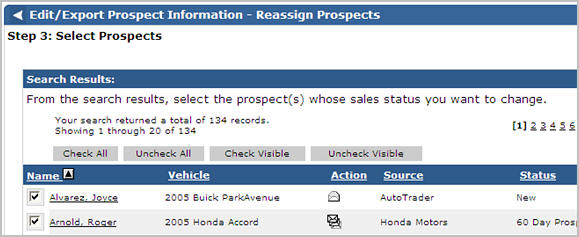 Edit/Export Prospect Information - Reassign Prospects
Step 3: Select Prospects
Search Results:
From the search results, select the prospect(s) whose sales status you want to change.
Your search returned a total of 134 records.
Showing 1 through 20 of 134
[1] 2 3 4 5 6
Check All Uncheck All Check Visible Uncheck Visible
Name Vehicle Action Source Status
Alvarez, Joyce 2005 Buick ParkAvenue AutoTrader New
Arnold, Roger 2005 Honda Accord Honda Motors 60 Day Pros